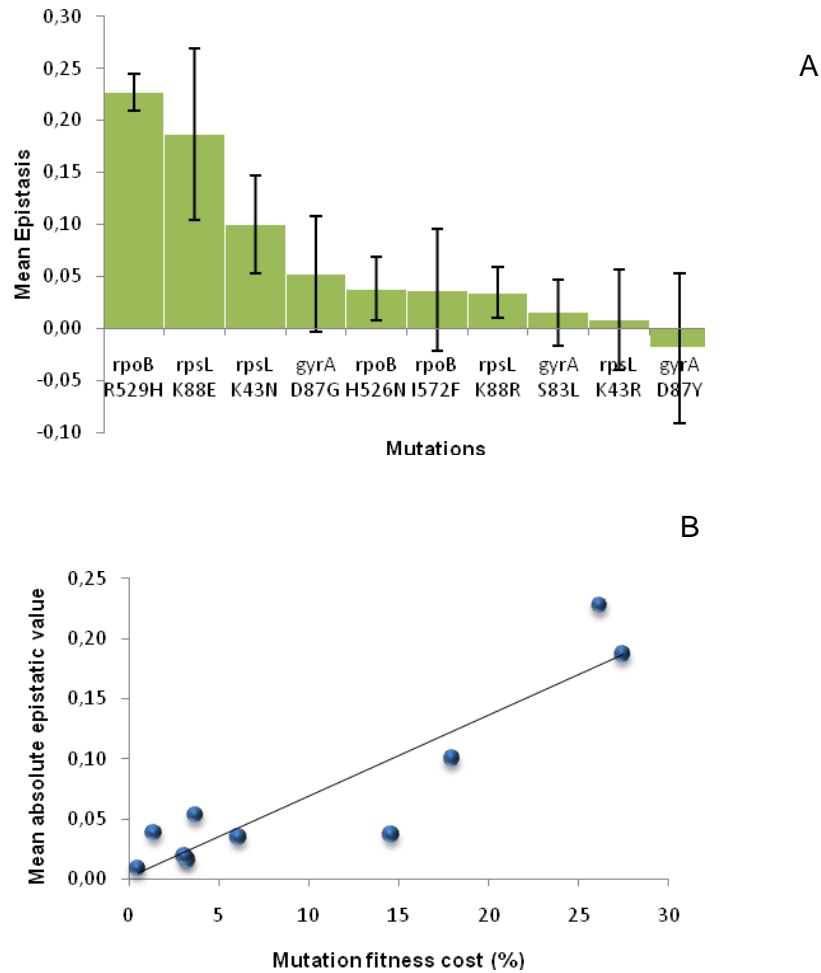 A
0,30
0,25
0,20
0,15
0,10
0,05
0,00
-0,05
-0,10
Mean Epistasis
rpoB rpsL rpsL gyrA rpoB rpoB rpsL gyrA rpsL gyrA
R529H K88E K43N D87G H526N I572F K88R S83L K43R D87Y
Mutations
B
0,25
0,20
0,15
0,10
0,05
0,00
Mean absolute epistatic value
0 5 10 15 20 25 30
Mutation fitness cost (%)